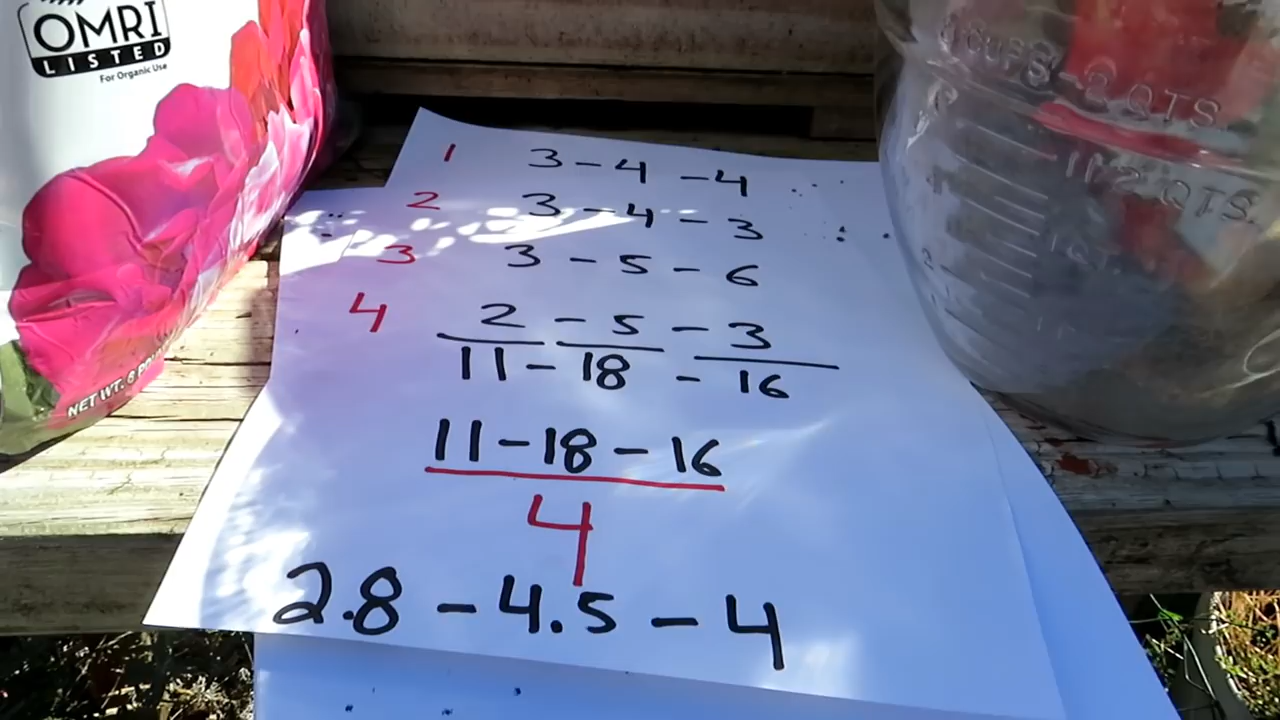 OMRI
LISTED
For Organic Use
NET WT. 8 
1 3 - 4 - 4
2 3 - 4 - 3
3 3 - 5 - 6
4 2 - 5 - 3
11 - 18 - 16
11 - 18 - 16
4
2.8 - 4.5 - 4
CUPS - 2 QTS.
1 1/2 QTS.
1 QT.